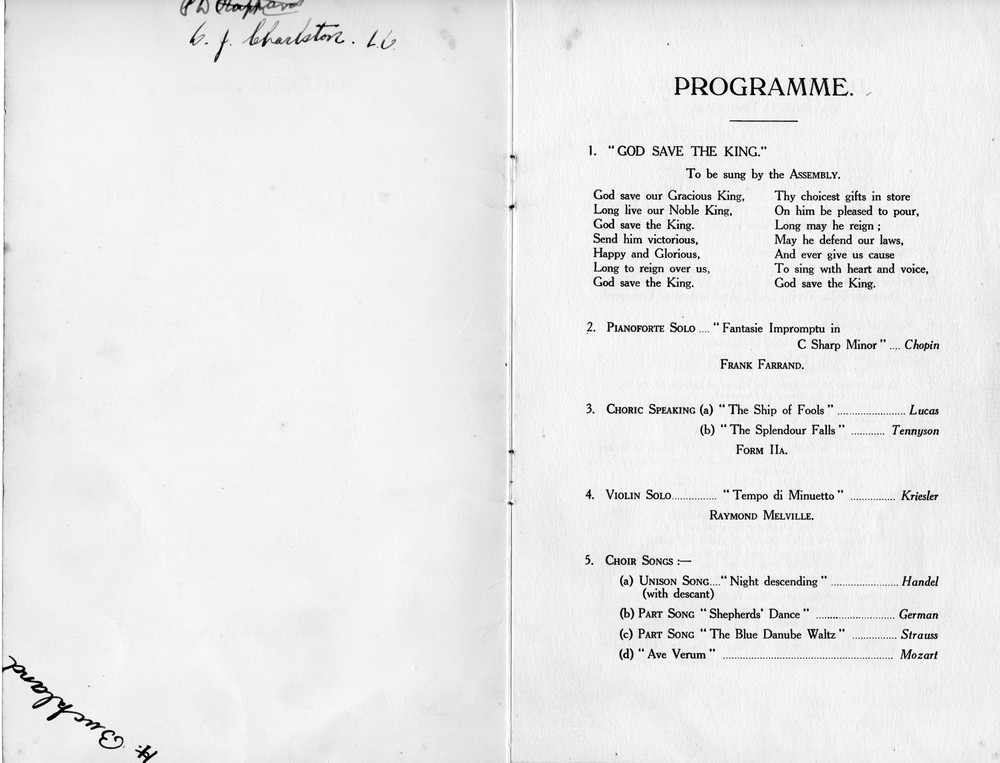 C. J. Charlston. L6
H. Buckland
PROGRAMME.
1. "GOD SAVE THE KING."
To be sung by the ASSEMBLY.
God save our Gracious King,
Long live our Noble King,
God save the King.
Send him victorious,
Happy and Glorious,
Long to reign over us,
God save the King.
Thy choicest gifts in store
On him be pleased to pour,
Long may he reign ;
May he defend our laws,
And ever give us cause
To sing with heart and voice,
God save the King.
2. PIANOFORTE SOLO .... "Fantasie Impromptu in
C Sharp Minor" .... Chopin
FRANK FARRAND.
3. CHORIC SPEAKING (a) "The Ship of Fools" ........................ Lucas
(b) "The Splendour Falls" ............ Tennyson
FORM IIA.
4. VIOLIN SOLO................ "Tempo di Minuetto" ................ Kriesler
RAYMOND MELVILLE.
5. CHOIR SONGS :—
(a) UNISON SONG...."Night descending" ........................ Handel
(with descant)
(b) PART SONG "Shepherds' Dance" ............................ German
(c) PART SONG "The Blue Danube Waltz" ................ Strauss
(d) "Ave Verum" ............................................................ Mozart